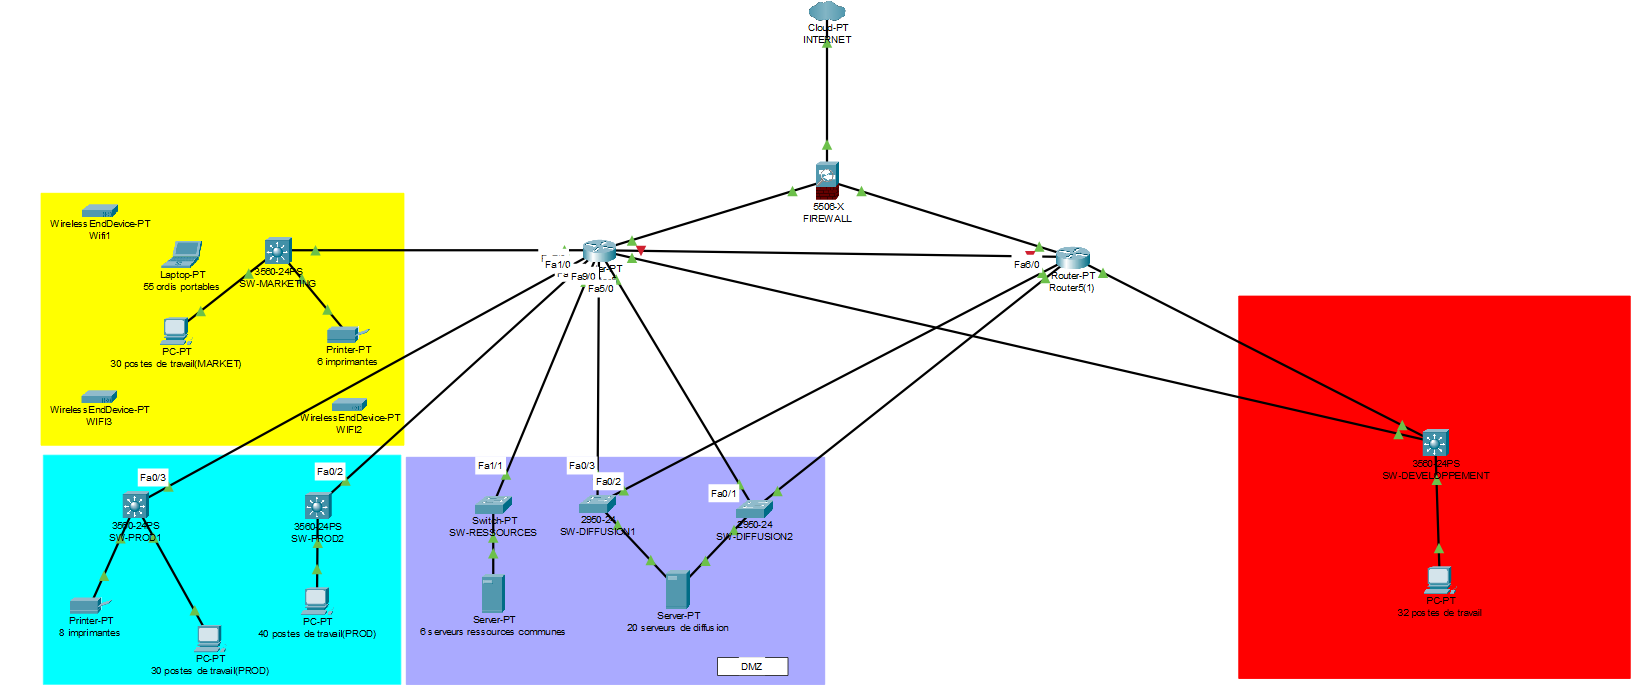 Cloud-PT
INTERNET
5506-X
FIREWALL
WirelessEndDevice-PT
Wifi1
Laptop-PT
55 ordis portables
3560-24PS
SW-MARKETING
PC-PT
30 postes de travail(MARKET)
Printer-PT
6 imprimantes
WirelessEndDevice-PT
WIFI3
WirelessEndDevice-PT
WIFI2
Fa1/0
Fa9/0
Fa5/0
Fa6/0
Router-PT
Router5(1)
Fa0/3
3560-24PS
SW-PROD1
Fa0/2
3560-24PS
SW-PROD2
Printer-PT
8 imprimantes
PC-PT
30 postes de travail(PROD)
PC-PT
40 postes de travail(PROD)
Fa1/1
Switch-PT
SW-RESSOURCES
Fa0/3
Fa0/2
2950-24
SW-DIFFUSION1
Fa0/1
2950-24
SW-DIFFUSION2
Server-PT
6 serveurs ressources communes
Server-PT
20 serveurs de diffusion
DMZ
3560-24PS
SW-DEVELOPPEMENT
PC-PT
32 postes de travail